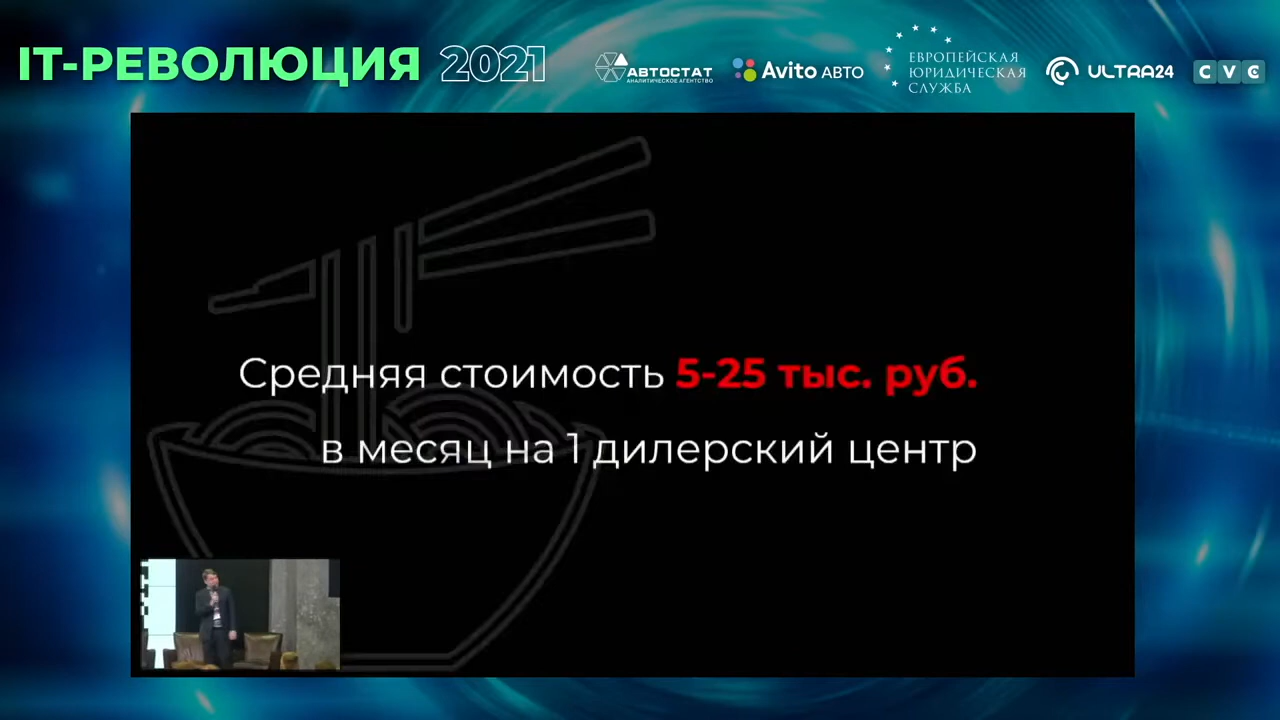 IT-РЕВОЛЮЦИЯ 2021
АВТОСТАТ
АНАЛИТИЧЕСКОЕ АГЕНТСТВО
Avito АВТО
ЕВРОПЕЙСКАЯ
ЮРИДИЧЕСКАЯ
СЛУЖБА
ULTRA24
CVC
Средняя стоимость 5-25 тыс. руб.
в месяц на 1 дилерский центр